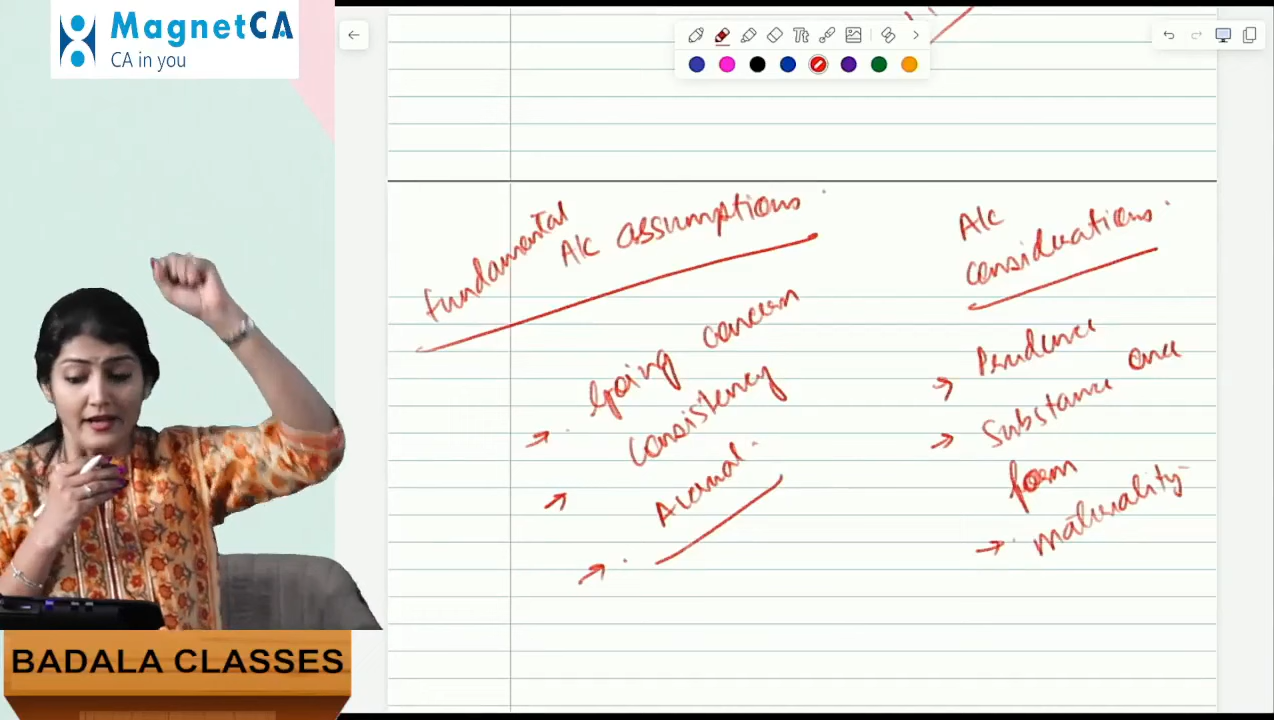 MagnetCA
CA in you
Fundamental A/c assumptions
Going concern
Consistency
Accrual
A/c
considerations
Prudence
Substance over
form
materiality
BADALA CLASSES